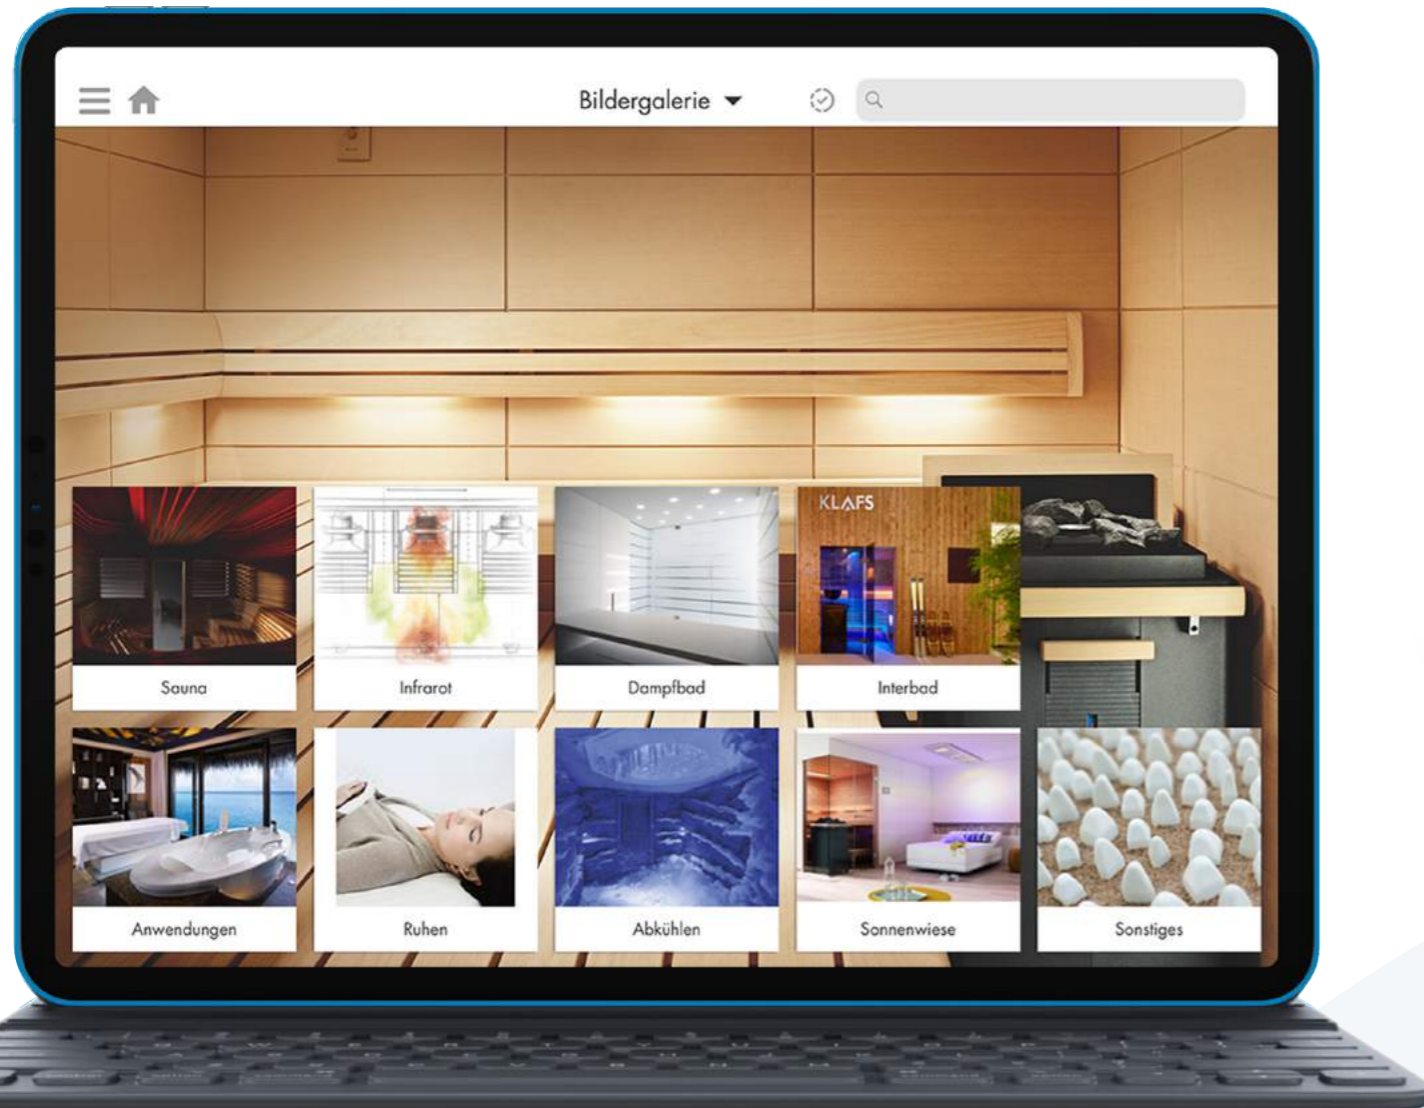 Bildergalerie
KLAFS
Sauna
Infrarot
Dampfbad
Interbad
Anwendungen
Ruhen
Abkühlen
Sonnenwiese
Sonstiges